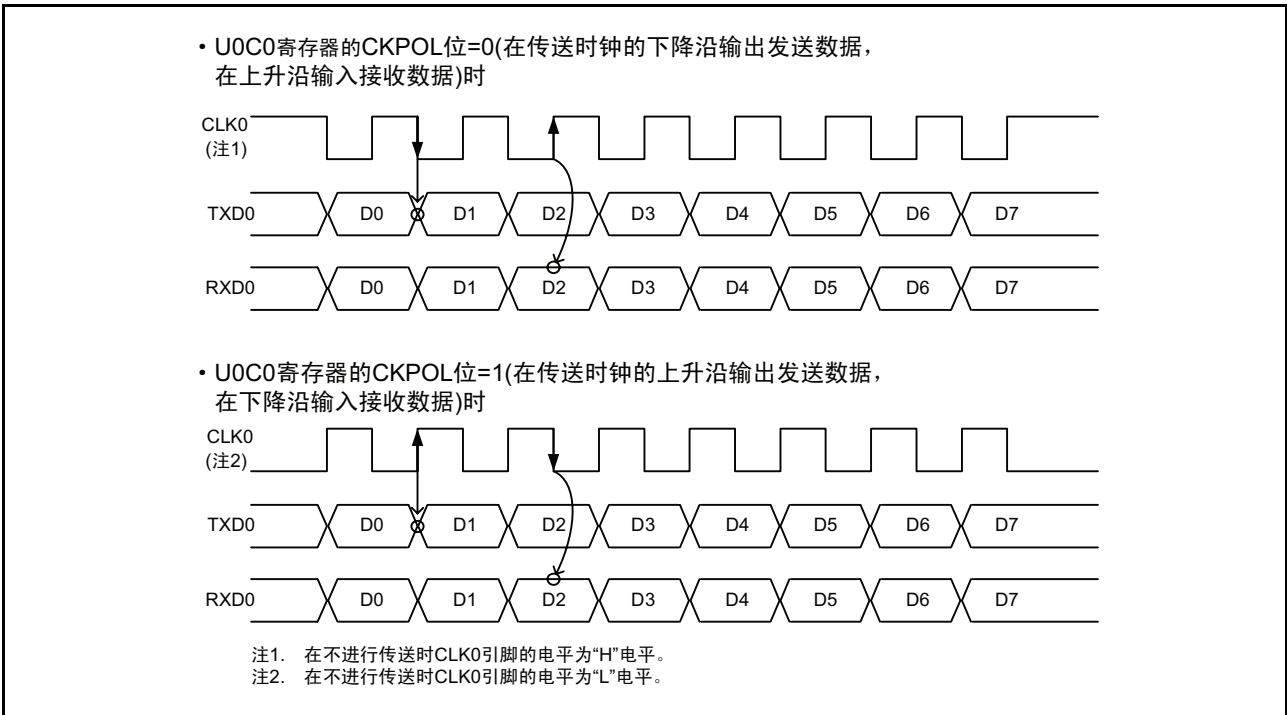 ・U0C0寄存器的CKPOL位=0(在传送时钟的下降沿输出发送数据，
在上升沿输入接收数据)时
CLK0
(注1)
TXD0 D0 D1 D2 D3 D4 D5 D6 D7
RXD0 D0 D1 D2 D3 D4 D5 D6 D7
・U0C0寄存器的CKPOL位=1(在传送时钟的上升沿输出发送数据，
在下降沿输入接收数据)时
CLK0
(注2)
TXD0 D0 D1 D2 D3 D4 D5 D6 D7
RXD0 D0 D1 D2 D3 D4 D5 D6 D7
注1. 在不进行传送时CLK0引脚的电平为“H”电平。
注2. 在不进行传送时CLK0引脚的电平为“L”电平。